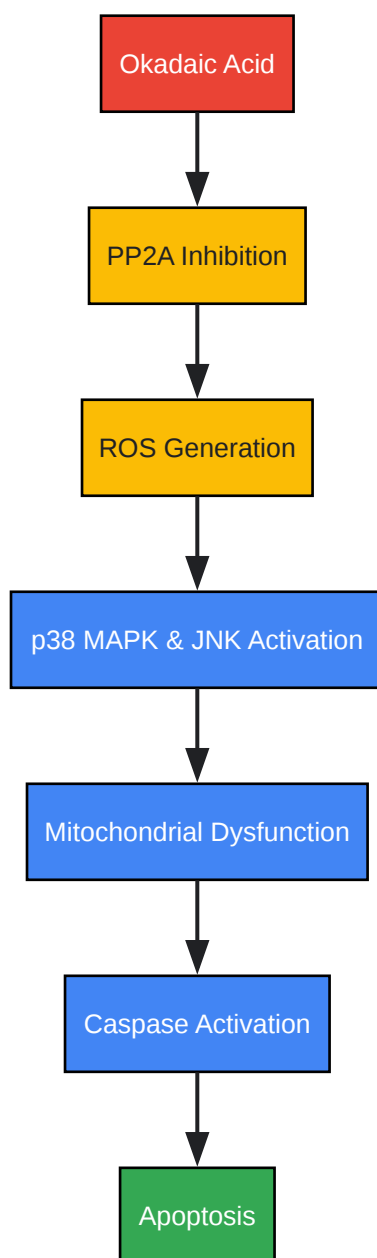 Okadaic Acid
PP2A Inhibition
ROS Generation
p38 MAPK & JNK Activation
Mitochondrial Dysfunction
Caspase Activation
Apoptosis